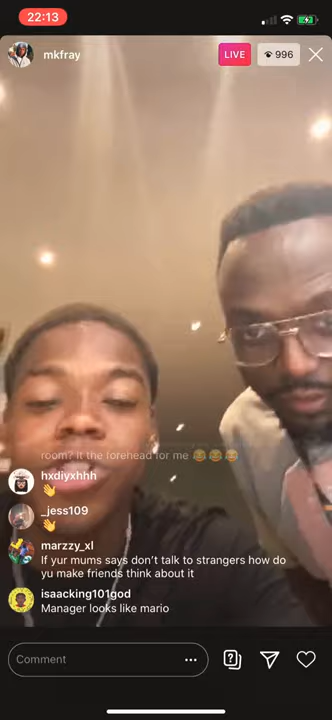 22:13
mkfray
LIVE
996
room? It the forehead for me 😂😂😂
hxdiyxhhh
👋
_jess109
👋
marzzy_xl
If yur mums says don't talk to strangers how do
yu make friends think about it
isaacking101god
Manager looks like mario
Comment